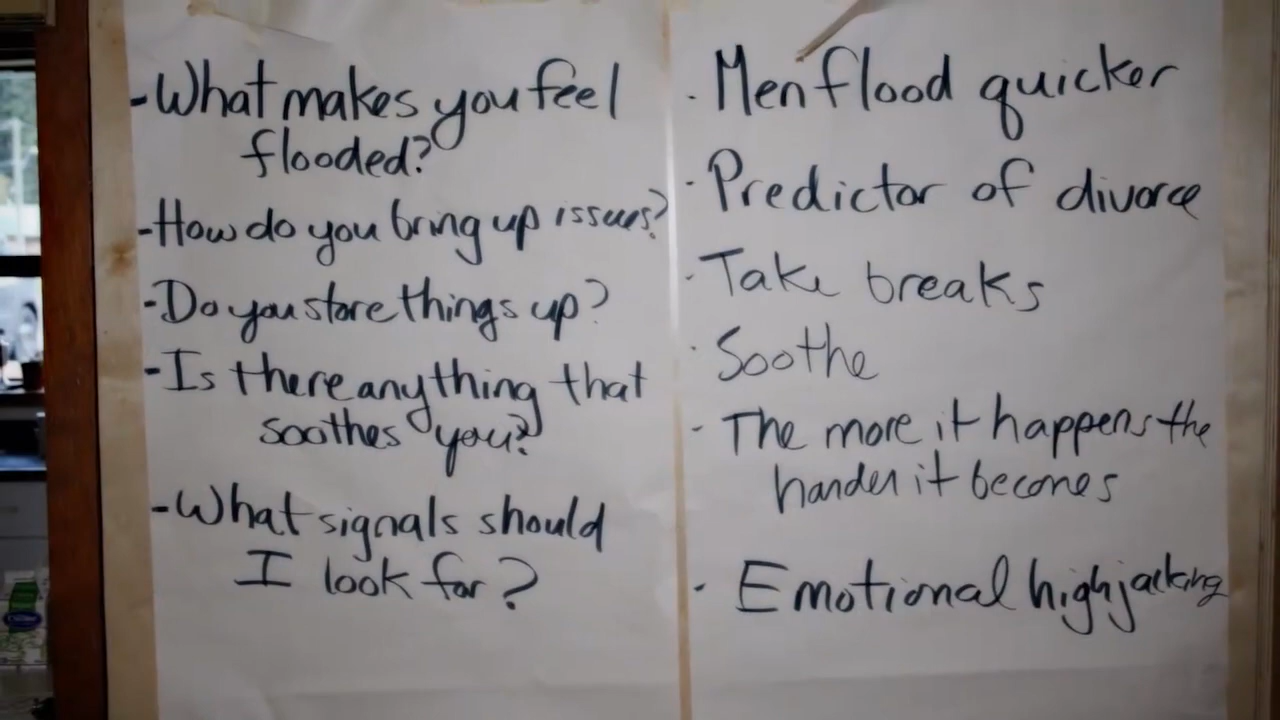 -What makes you feel
flooded?
-How do you bring up issues?
-Do you store things up?
-Is there anything that
soothes you?
-What signals should
I look for?
· Men flood quicker
· Predictor of divorce
· Take breaks
· Soothe
- The more it happens the
harder it becomes
· Emotional highjacking